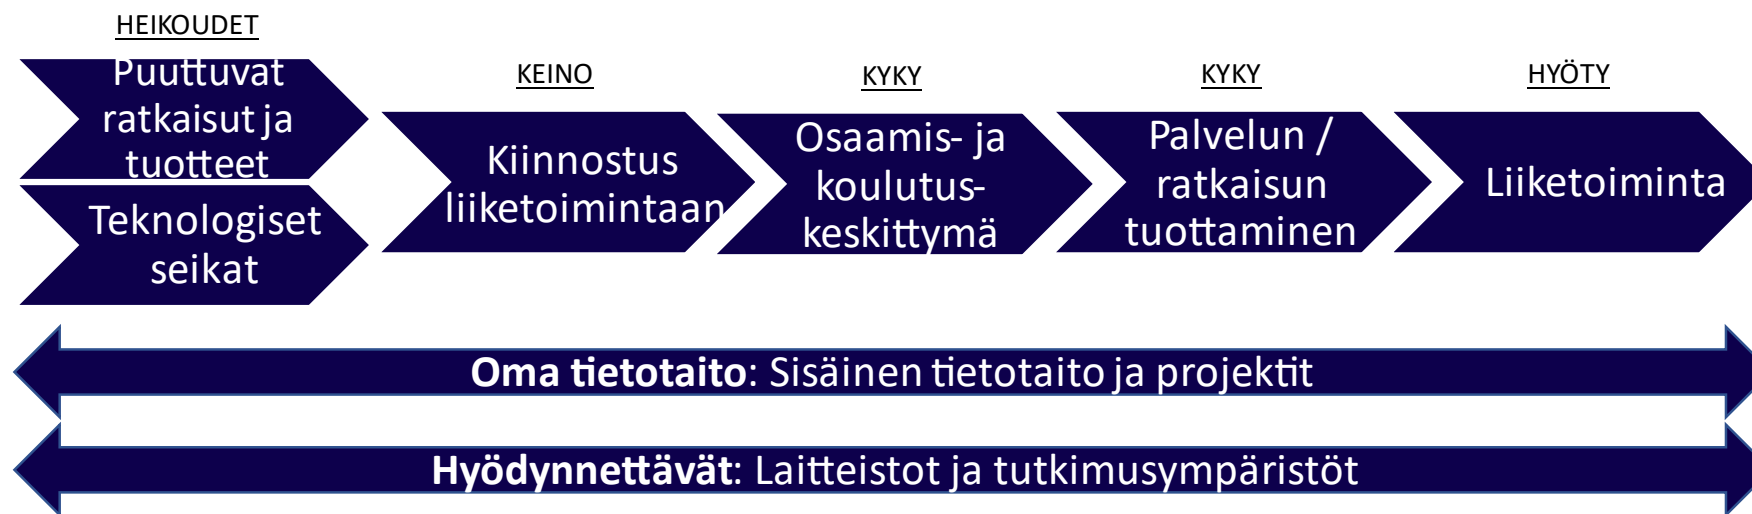 HEIKOUDET
Puuttuvat
ratkaisut ja
tuotteet
Teknologiset
seikat
KEINO
Kiinnostus
liiketoimintaan
KYKY
Osaamis- ja
koulutus-
keskittymä
KYKY
Palvelun /
ratkaisun
tuottaminen
HYÖTY
Liiketoiminta
Oma tietotaito: Sisäinen tietotaito ja projektit
Hyödynnettävät: Laitteistot ja tutkimusympäristöt